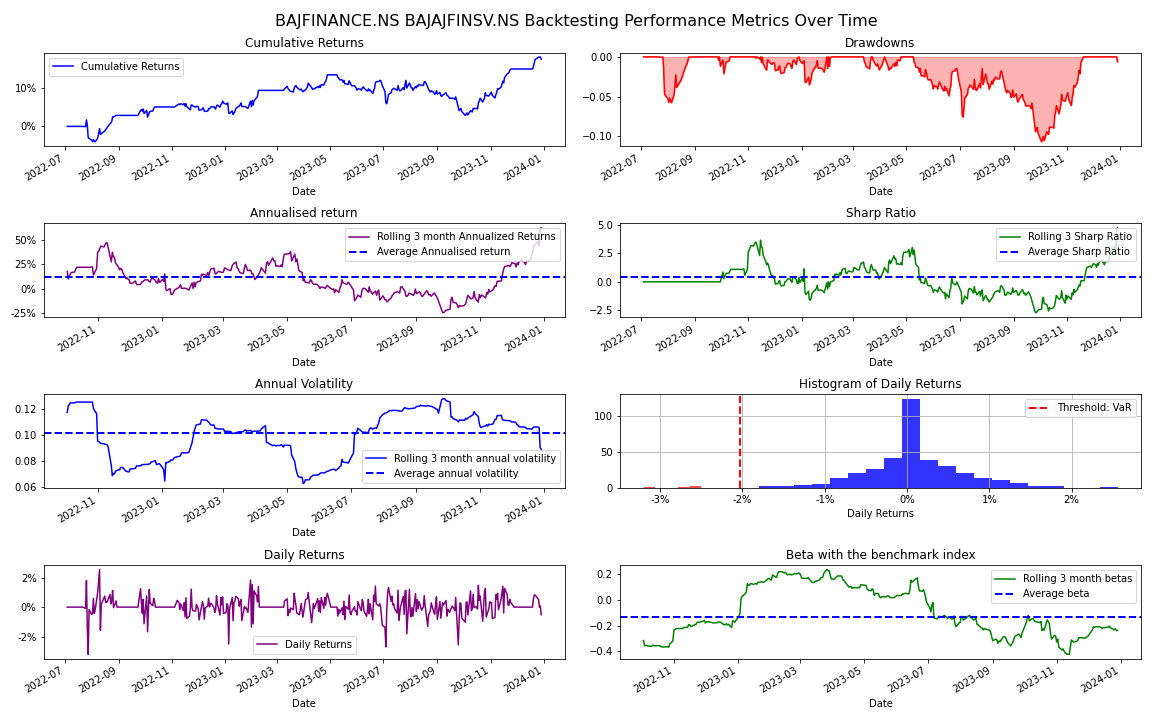 BAJFINANCE.NS BAJAJFINSV.NS Backtesting Performance Metrics Over Time
Cumulative Returns
Cumulative Returns
10%
0%
2022-07 2022-09 2022-11 2023-01 2023-03 2023-05 2023-07 2023-09 2023-11 2024-01
Date
Drawdowns
0.00
−0.05
−0.10
2022-07 2022-09 2022-11 2023-01 2023-03 2023-05 2023-07 2023-09 2023-11 2024-01
Date
Annualised return
Rolling 3 month Annualized Returns
Average Annualised return
50%
25%
0%
-25%
2022-11 2023-01 2023-03 2023-05 2023-07 2023-09 2023-11 2024-01
Date
Sharp Ratio
Rolling 3 Sharp Ratio
Average Sharp Ratio
5.0
2.5
0.0
−2.5
2022-07 2022-09 2022-11 2023-01 2023-03 2023-05 2023-07 2023-09 2023-11 2024-01
Date
Annual Volatility
0.12
0.10
0.08
0.06
Rolling 3 month annual volatility
Average annual volatility
2022-11 2023-01 2023-03 2023-05 2023-07 2023-09 2023-11 2024-01
Date
Histogram of Daily Returns
Threshold: VaR
100
50
0
-3% -2% -1% 0% 1% 2%
Daily Returns
Daily Returns
2%
0%
-2%
Daily Returns
2022-07 2022-09 2022-11 2023-01 2023-03 2023-05 2023-07 2023-09 2023-11 2024-01
Date
Beta with the benchmark index
Rolling 3 month betas
Average beta
0.2
0.0
−0.2
−0.4
2022-11 2023-01 2023-03 2023-05 2023-07 2023-09 2023-11 2024-01
Date